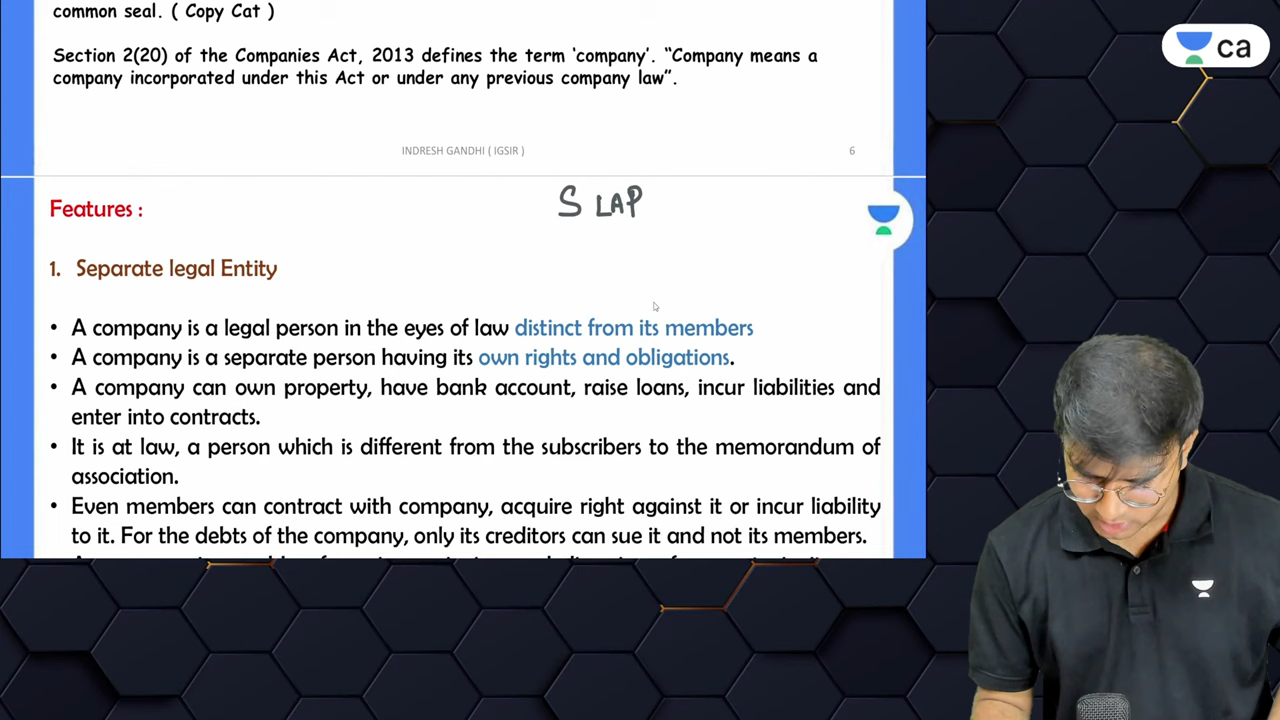 common seal. ( Copy Cat )
Section 2(20) of the Companies Act, 2013 defines the term ‘company’. “Company means a
company incorporated under this Act or under any previous company law”.
INDRESH GANDHI ( IGSIR )
6
ca
Features :
S LAP
1. Separate legal Entity
• A company is a legal person in the eyes of law distinct from its members
• A company is a separate person having its own rights and obligations.
• A company can own property, have bank account, raise loans, incur liabilities and
enter into contracts.
• It is at law, a person which is different from the subscribers to the memorandum of
association.
• Even members can contract with company, acquire right against it or incur liability
to it. For the debts of the company, only its creditors can sue it and not its members.